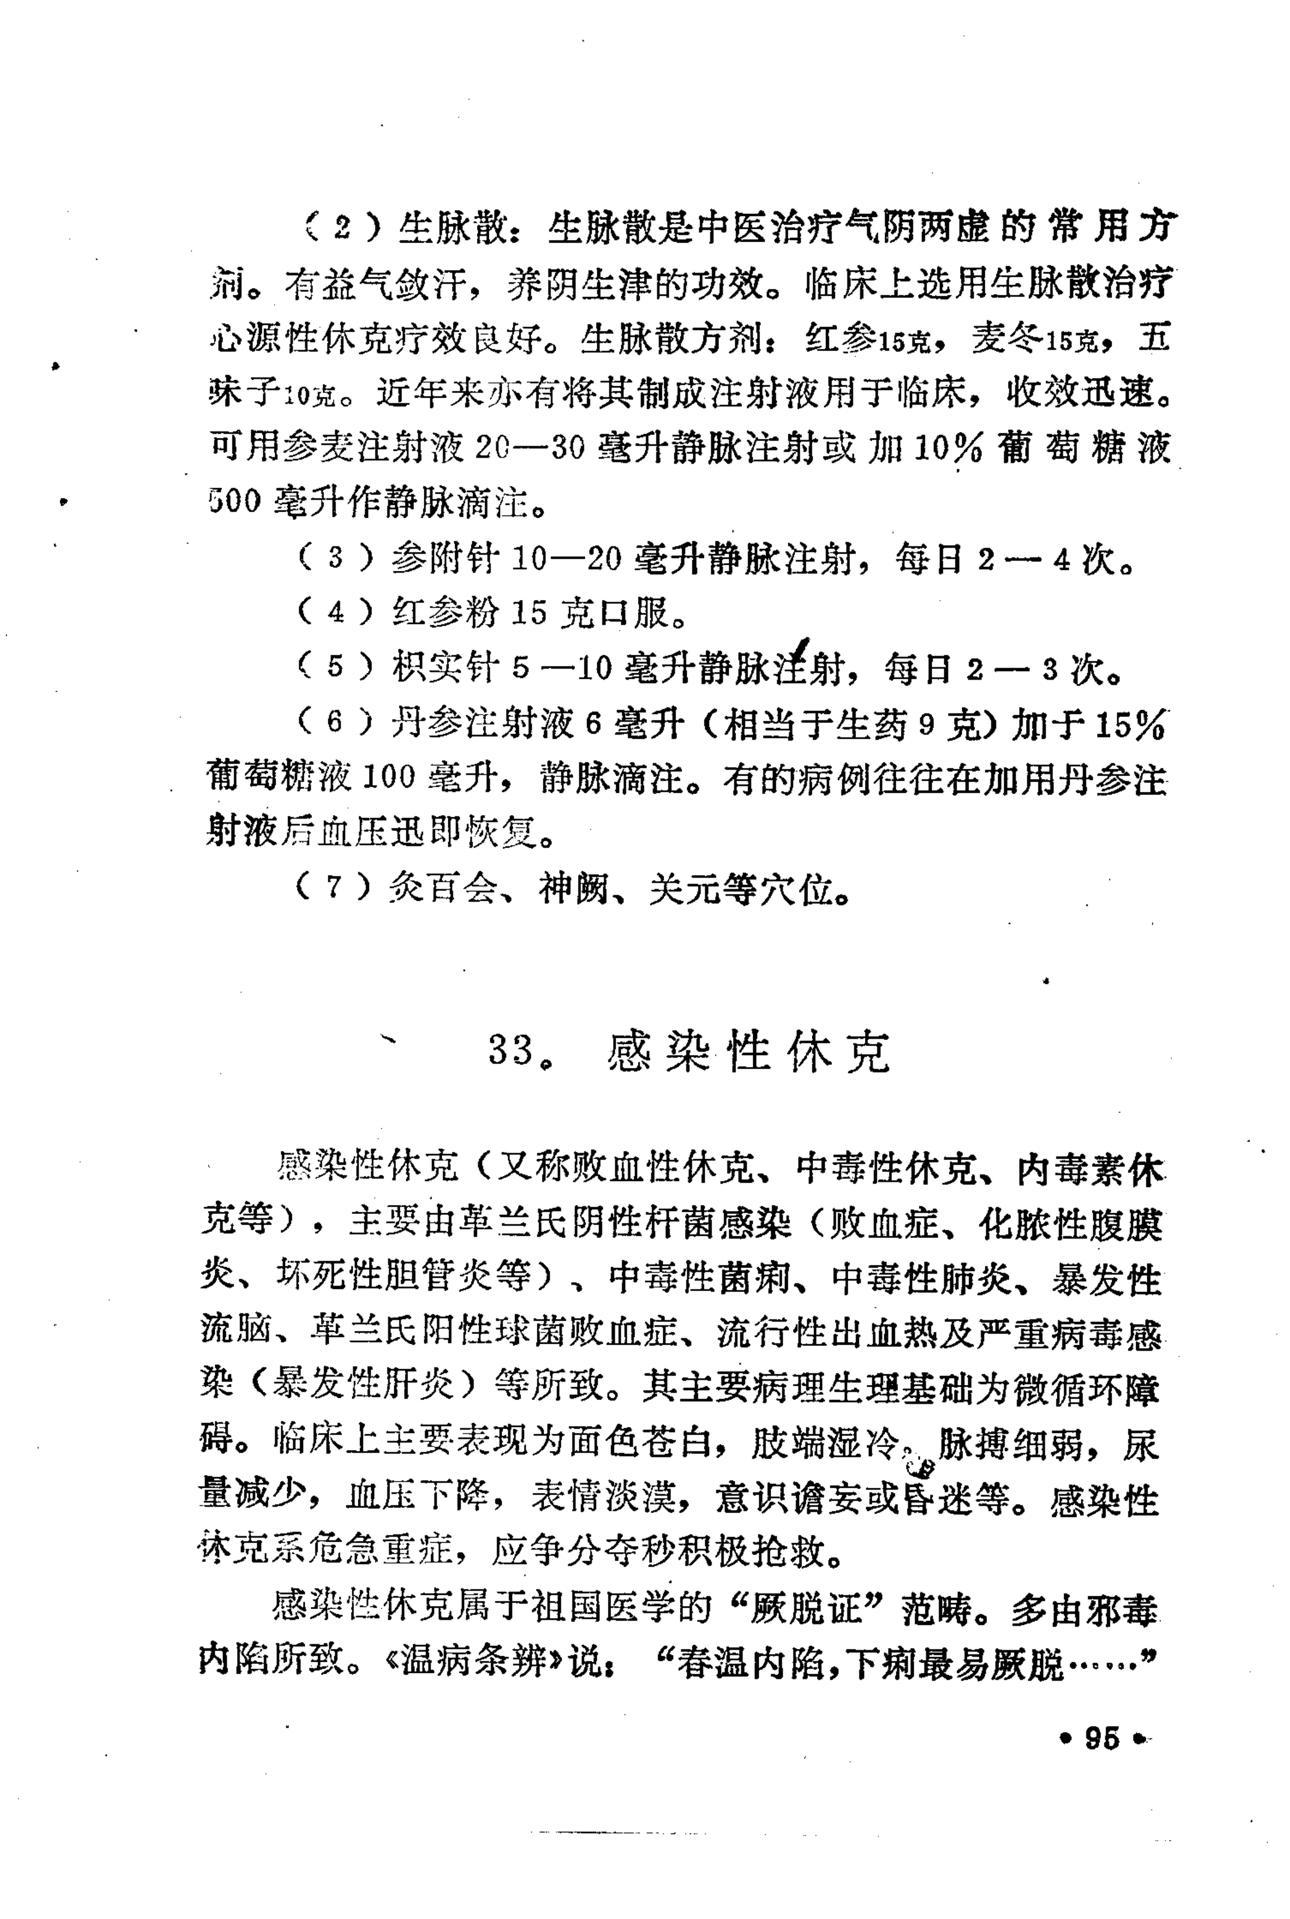 （2）生脉散：生脉散是中医治疗气阴两虚的常用方
剂。有益气敛汗，养阴生津的功效。临床上选用生脉散治疗
心源性休克疗效良好。生脉散方剂：红参15克，麦冬15克，五
味子10克。近年来亦有将其制成注射液用于临床，收效迅速。
可用参麦注射液20—30毫升静脉注射或加10%葡萄糖液
500毫升作静脉滴注。
（3）参附针10—20毫升静脉注射，每日2—4次。
（4）红参粉15克口服。
（5）枳实针5—10毫升静脉注射，每日2—3次。
（6）丹参注射液6毫升（相当于生药9克）加于15%
葡萄糖液100毫升，静脉滴注。有的病例往往在加用丹参注
射液后血压迅即恢复。
（7）灸百会、神阙、关元等穴位。
33。感染性休克
感染性休克（又称败血性休克、中毒性休克、内毒素休
克等），主要由革兰氏阴性杆菌感染（败血症、化脓性腹膜
炎、坏死性胆管炎等）、中毒性菌痢、中毒性肺炎、暴发性
流脑、革兰氏阳性球菌败血症、流行性出血热及严重病毒感
染（暴发性肝炎）等所致。其主要病理生理基础为微循环障
碍。临床上主要表现为面色苍白，肢端湿冷，脉搏细弱，尿
量减少，血压下降，表情淡漠，意识谵妄或昏迷等。感染性
休克系危急重症，应争分夺秒积极抢救。
感染性休克属于祖国医学的“厥脱证”范畴。多由邪毒
内陷所致。《温病条辨》说：“春温内陷，下痢最易厥脱……”
•95•